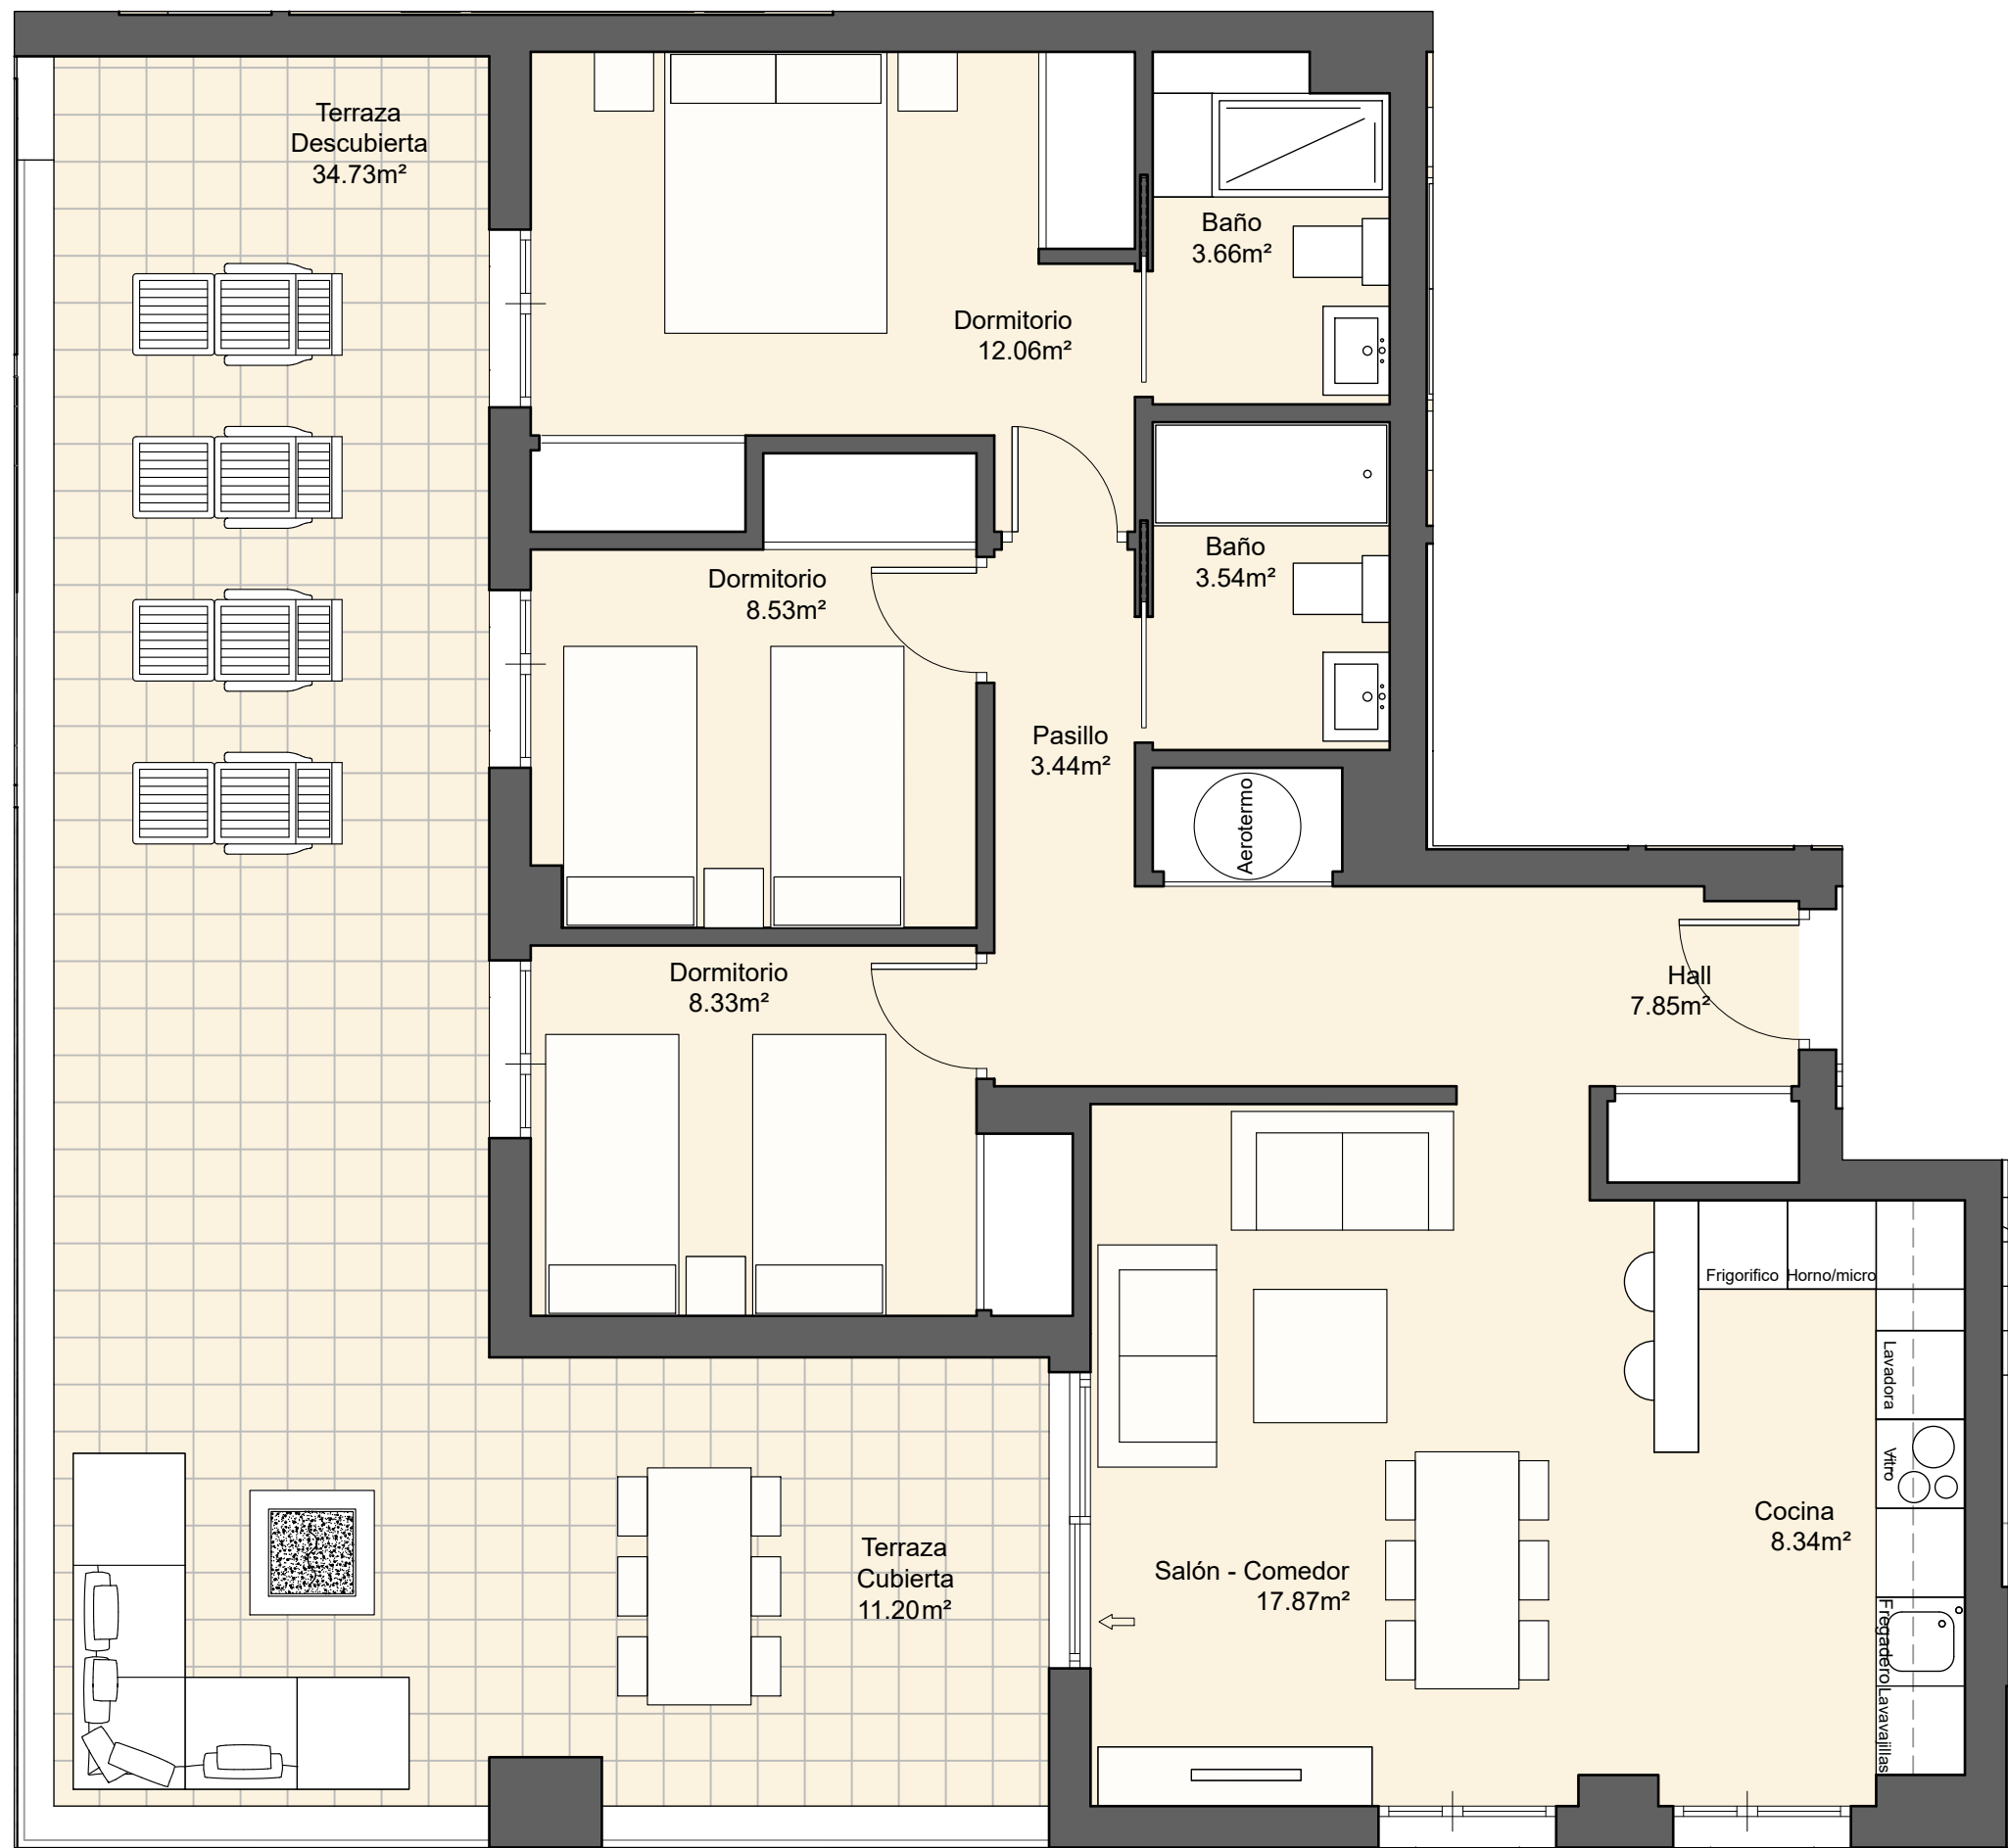 Terraza
Descubierta
34.73m²
Baño
3.66m²
Dormitorio
12.06m²
Baño
3.54m²
Dormitorio
8.53m²
Pasillo
3.44m²
Aerotermo
Dormitorio
8.33m²
Hall
7.85m²
Frigorifico
Horno/micro
Lavadora
Vitro
Cocina
8.34m²
Terraza
Cubierta
11.20m²
Salón - Comedor
17.87m²
Fregadero
Lavavajillas